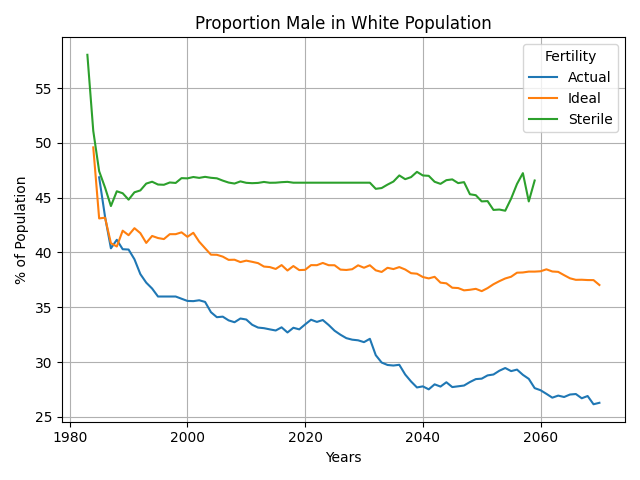 Proportion Male in White Population
% of Population
55
50
45
40
35
30
25
1980
2000
2020
2040
2060
Years
Fertility
Actual
Ideal
Sterile